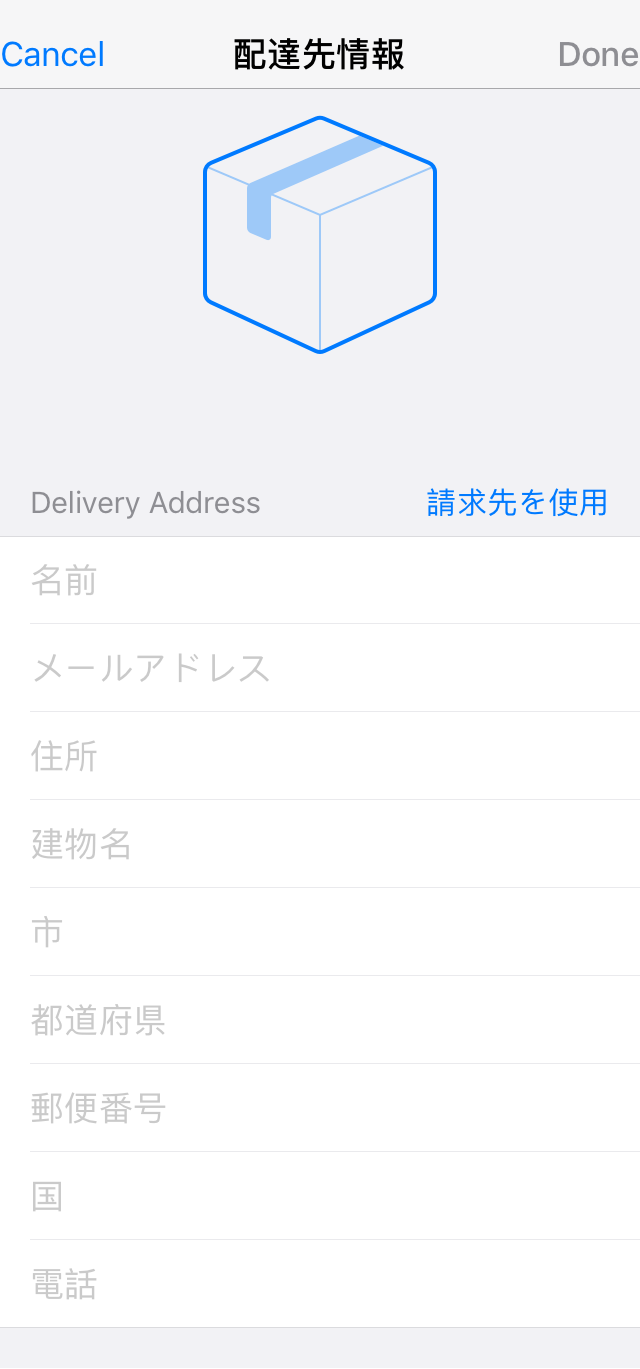 Cancel 配達先情報 Done
Delivery Address 請求先を使用
名前
メールアドレス
住所
建物名
市
都道府県
郵便番号
国
電話